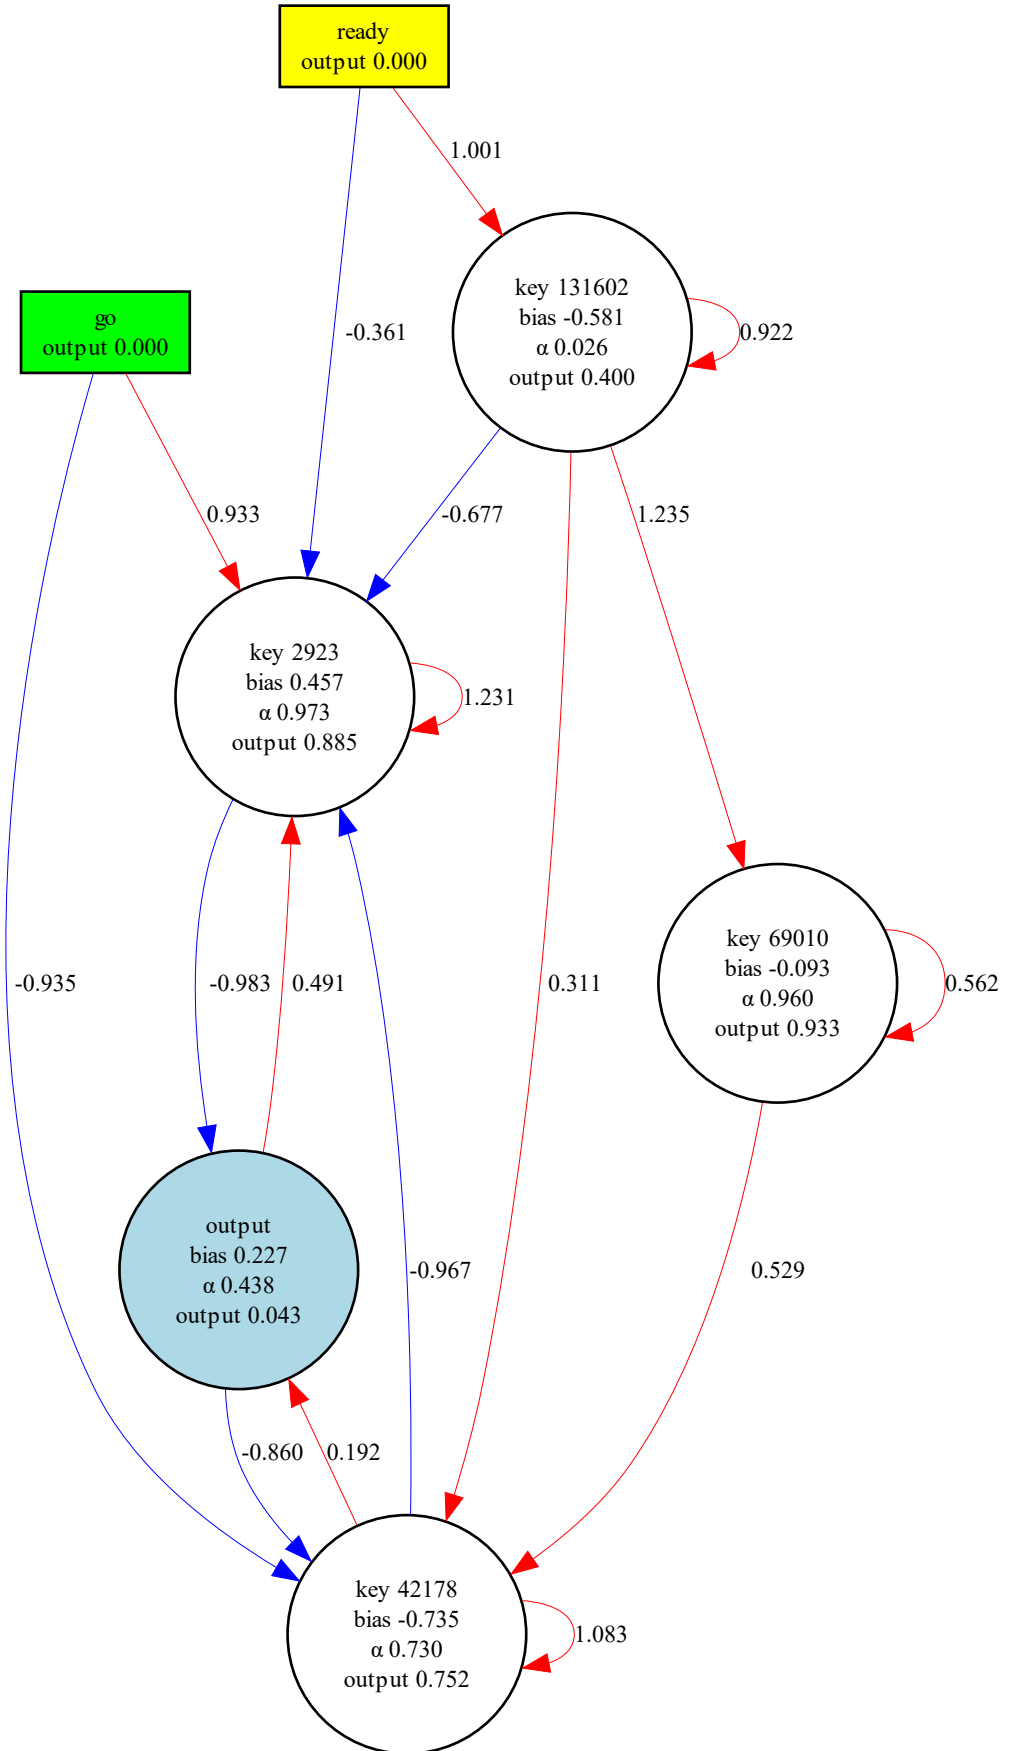 ready
output 0.000
1.001
key 131602
bias -0.581
α 0.026
output 0.400
0.922
go
output 0.000
-0.361
0.933
-0.677
1.235
key 2923
bias 0.457
α 0.973
output 0.885
1.231
key 69010
bias -0.093
α 0.960
output 0.933
0.562
-0.935
-0.983
0.491
0.311
output
bias 0.227
α 0.438
output 0.043
-0.967
0.529
-0.860
0.192
key 42178
bias -0.735
α 0.730
output 0.752
1.083